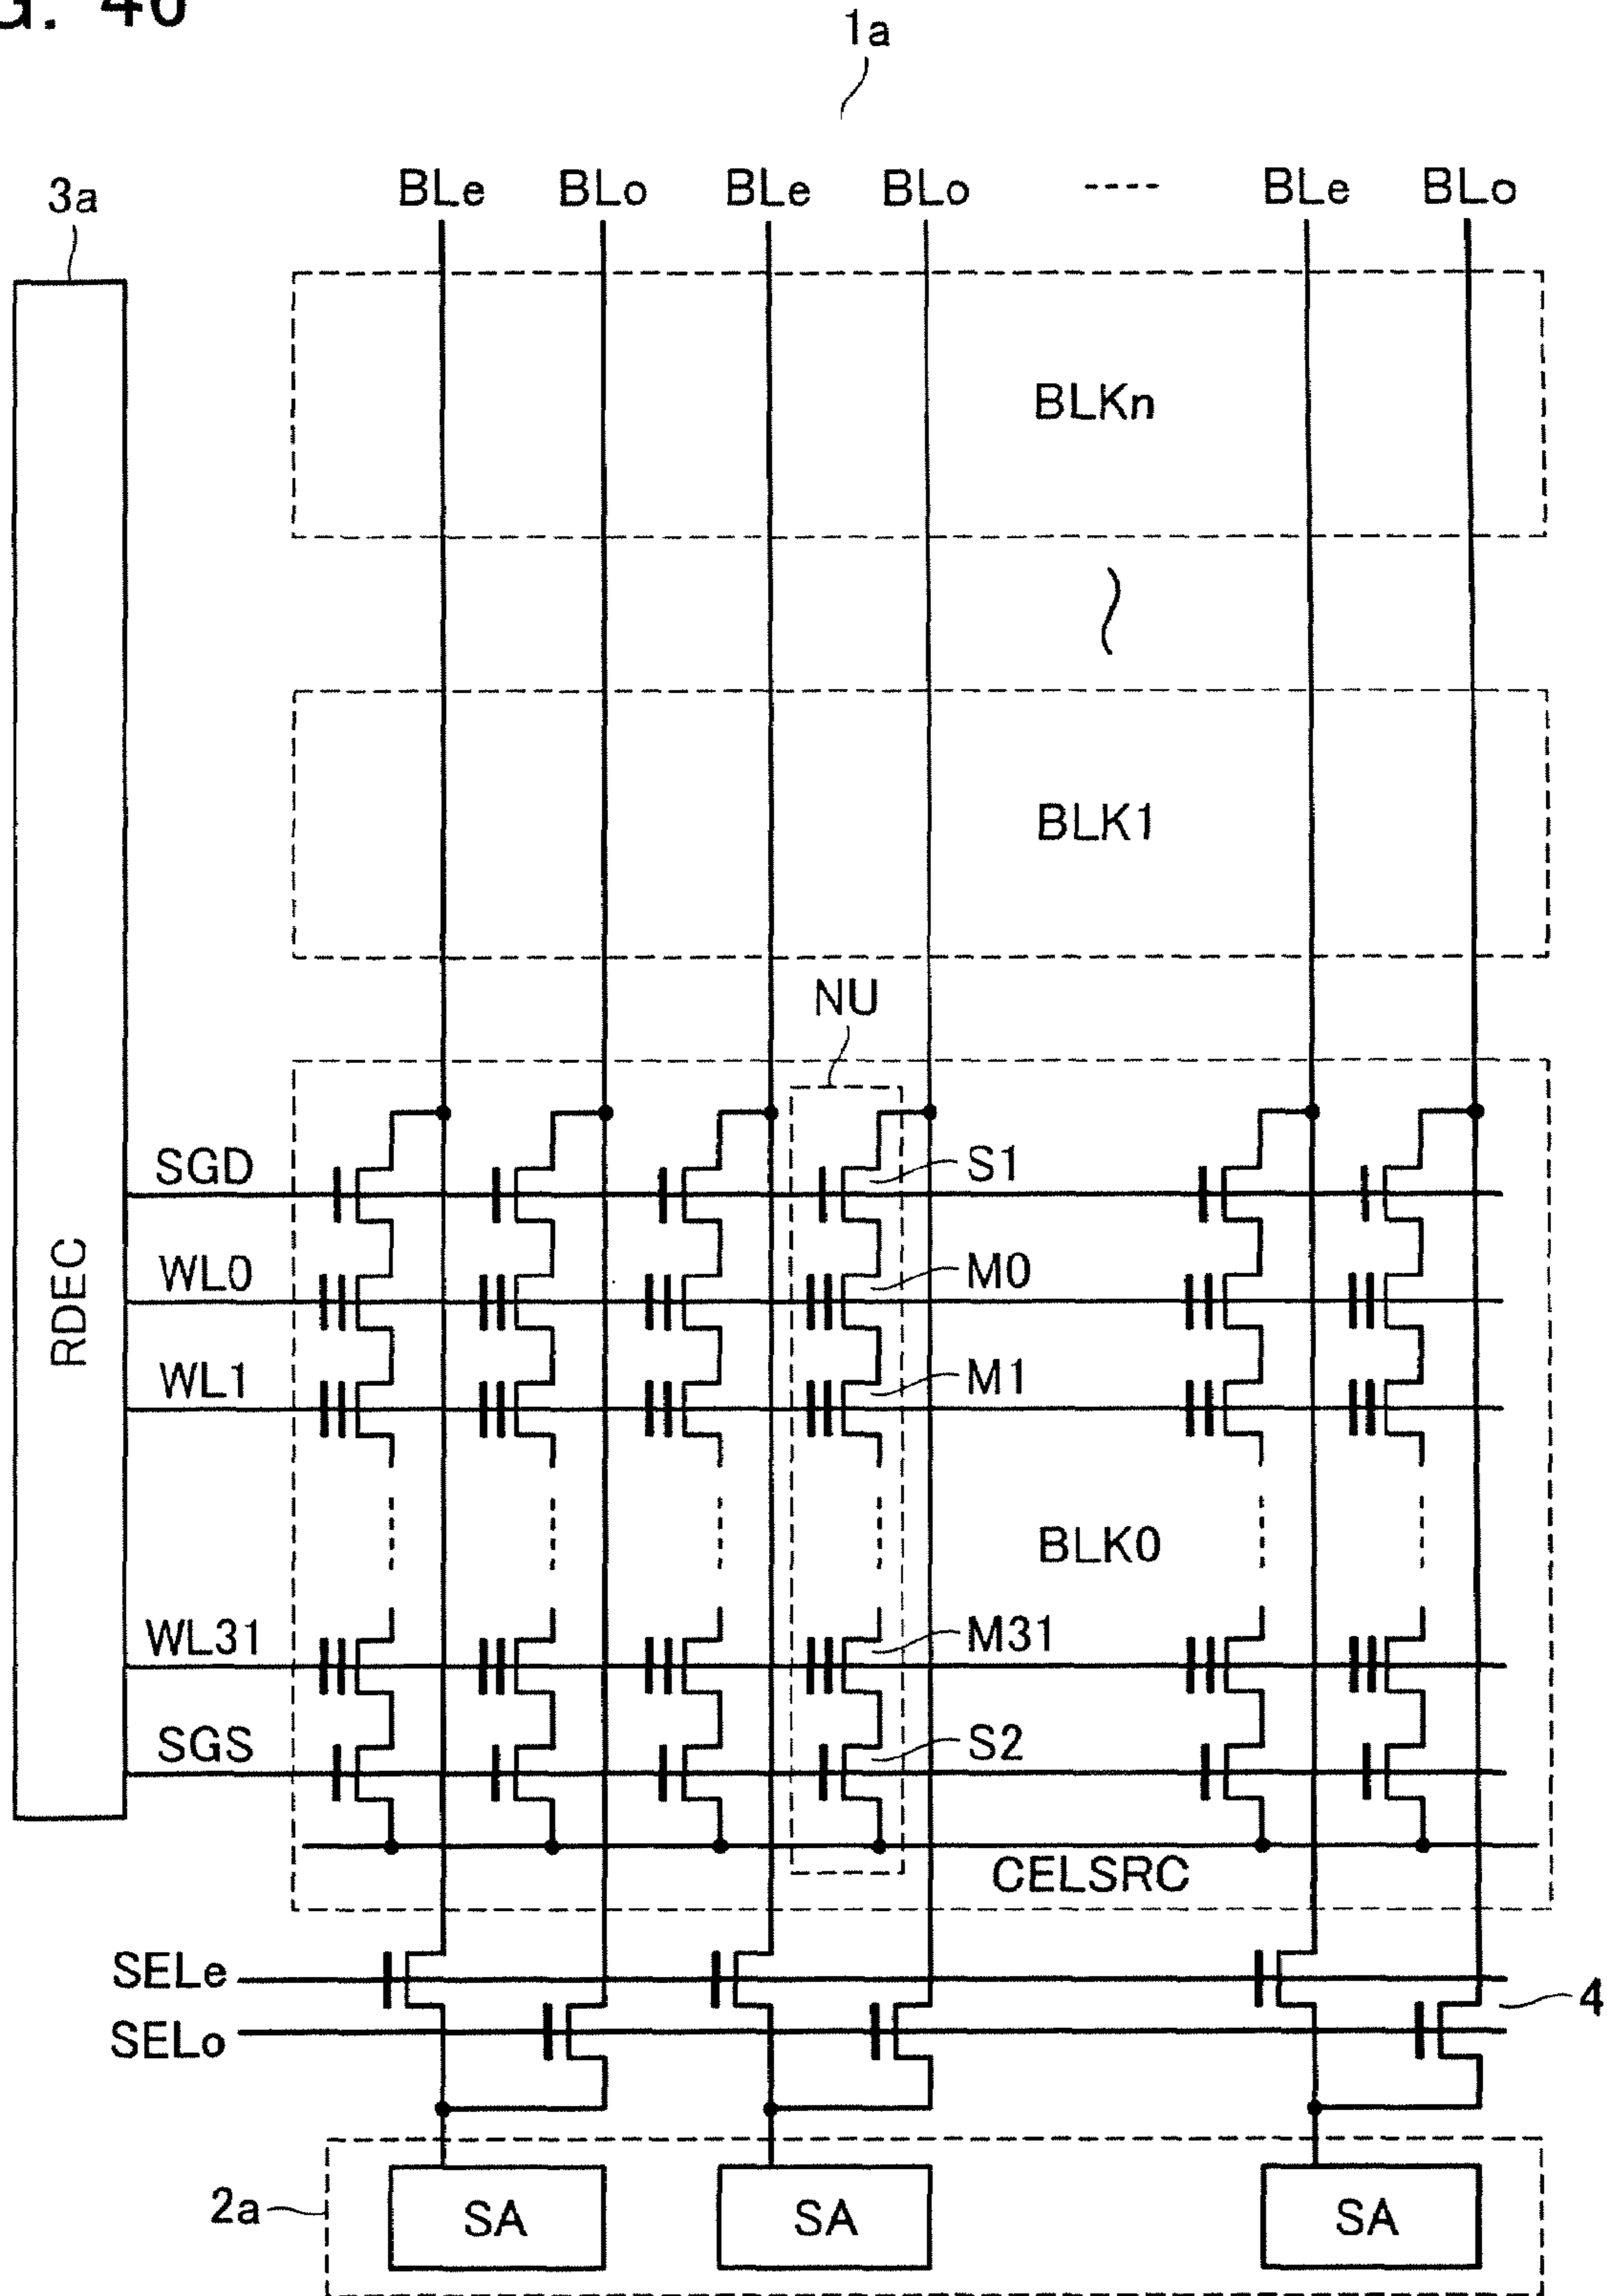 G. 46
1a
3a
BLe BLo BLe BLo ---- BLe BLo
BLKn
BLK1
NU
SGD
S1
RDEC
WL0
M0
WL1
M1
BLK0
WL31
M31
SGS
S2
CELSRC
SELe
4
SELo
2a
SA SA SA